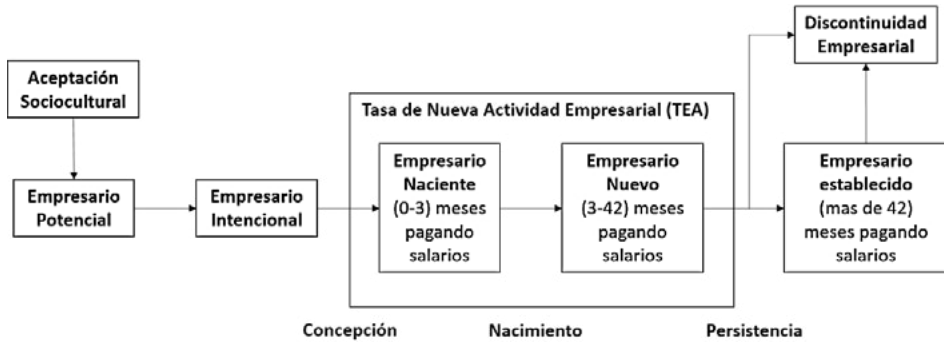 Discontinuidad
Empresarial
Aceptación
Sociocultural
Tasa de Nueva Actividad Empresarial (TEA)
Empresario
Potencial
Empresario
Intencional
Empresario
Naciente
(0-3) meses
pagando
salarios
Empresario
Nuevo
(3-42) meses
pagando
salarios
Empresario
establecido
(mas de 42)
meses pagando
salarios
Concepción
Nacimiento
Persistencia